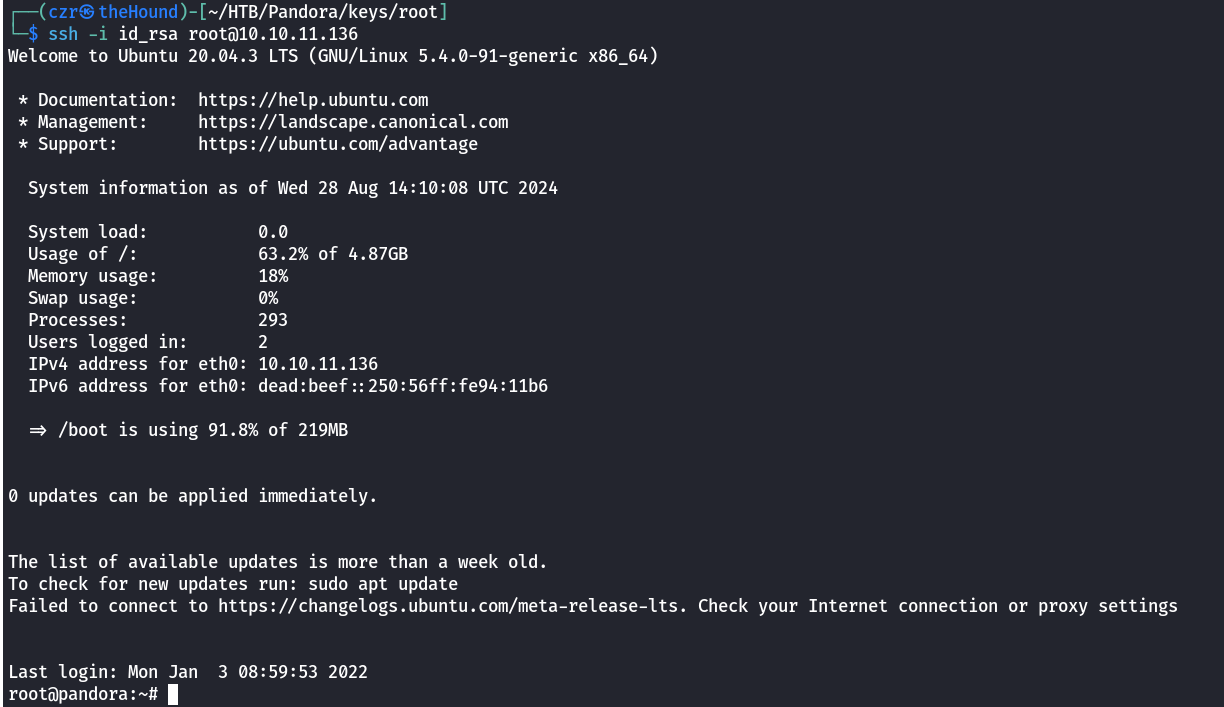 ┌──(czr㉿theHound)-[~/HTB/Pandora/keys/root]
└─$ ssh -i id_rsa root@10.10.11.136
Welcome to Ubuntu 20.04.3 LTS (GNU/Linux 5.4.0-91-generic x86_64)
* Documentation:  https://help.ubuntu.com
* Management:     https://landscape.canonical.com
* Support:        https://ubuntu.com/advantage
System information as of Wed 28 Aug 14:10:08 UTC 2024
System load:           0.0
Usage of /:            63.2% of 4.87GB
Memory usage:          18%
Swap usage:            0%
Processes:             293
Users logged in:       2
IPv4 address for eth0: 10.10.11.136
IPv6 address for eth0: dead:beef::250:56ff:fe94:11b6
=> /boot is using 91.8% of 219MB
0 updates can be applied immediately.
The list of available updates is more than a week old.
To check for new updates run: sudo apt update
Failed to connect to https://changelogs.ubuntu.com/meta-release-lts. Check your Internet connection or proxy settings
Last login: Mon Jan  3 08:59:53 2022
root@pandora:~#